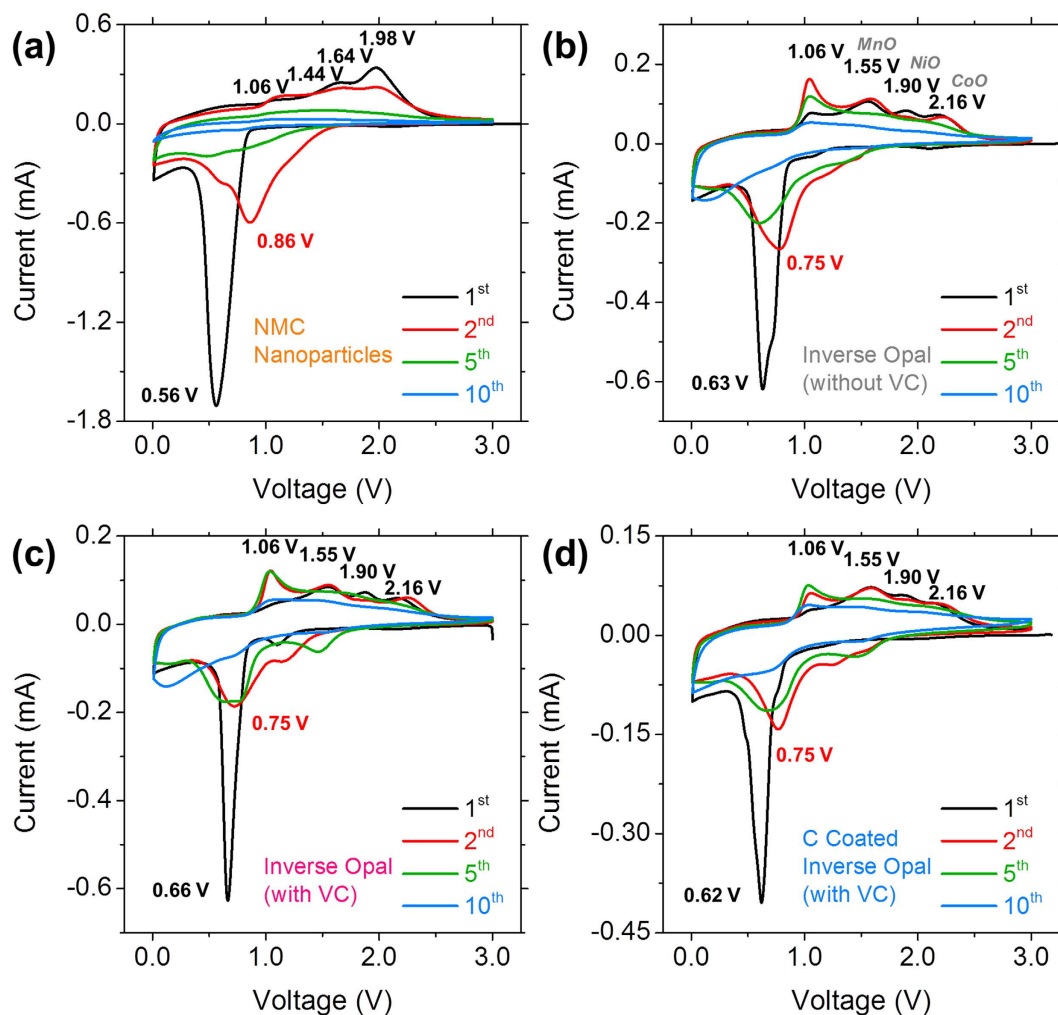 (a)
0.6
0.0
-0.6
-1.2
-1.8
Current (mA)
1.98 V
1.64 V
1.44 V
1.06 V
0.86 V
0.56 V
NMC
Nanoparticles
1st
2nd
5th
10th
0.0 1.0 2.0 3.0
Voltage (V)
(b)
0.2
0.0
-0.2
-0.4
-0.6
Current (mA)
1.06 V MnO
1.55 V NiO
1.90 V CoO
2.16 V
0.75 V
0.63 V
Inverse Opal
(without VC)
1st
2nd
5th
10th
0.0 1.0 2.0 3.0
Voltage (V)
(c)
0.2
0.0
-0.2
-0.4
-0.6
Current (mA)
1.06 V
1.55 V
1.90 V
2.16 V
0.75 V
0.66 V
Inverse Opal
(with VC)
1st
2nd
5th
10th
0.0 1.0 2.0 3.0
Voltage (V)
(d)
0.15
0.00
-0.15
-0.30
-0.45
Current (mA)
1.06 V
1.55 V
1.90 V
2.16 V
0.75 V
0.62 V
C Coated
Inverse Opal
(with VC)
1st
2nd
5th
10th
0.0 1.0 2.0 3.0
Voltage (V)